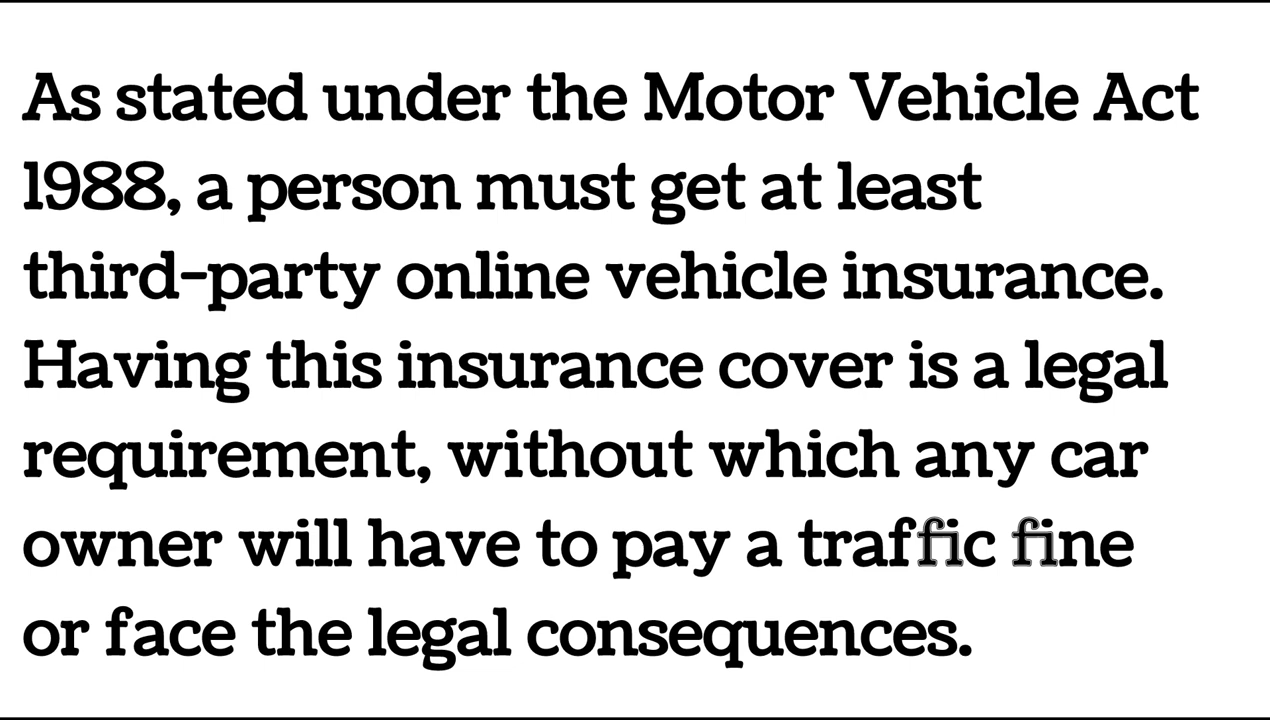 As stated under the Motor Vehicle Act
1988, a person must get at least
third-party online vehicle insurance.
Having this insurance cover is a legal
requirement, without which any car
owner will have to pay a traffic fine
or face the legal consequences.